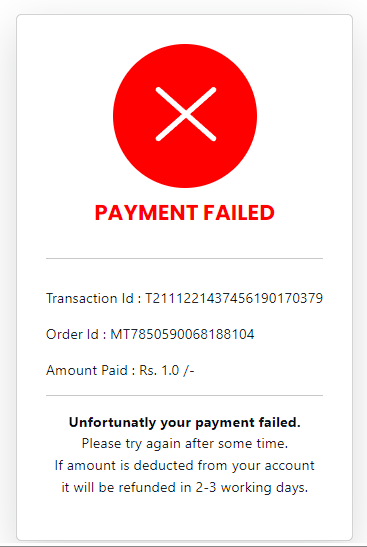 PAYMENT FAILED
Transaction Id : T2111221437456190170379
Order Id : MT7850590068188104
Amount Paid : Rs. 1.0 /-
Unfortunatly your payment failed.
Please try again after some time.
If amount is deducted from your account
it will be refunded in 2-3 working days.